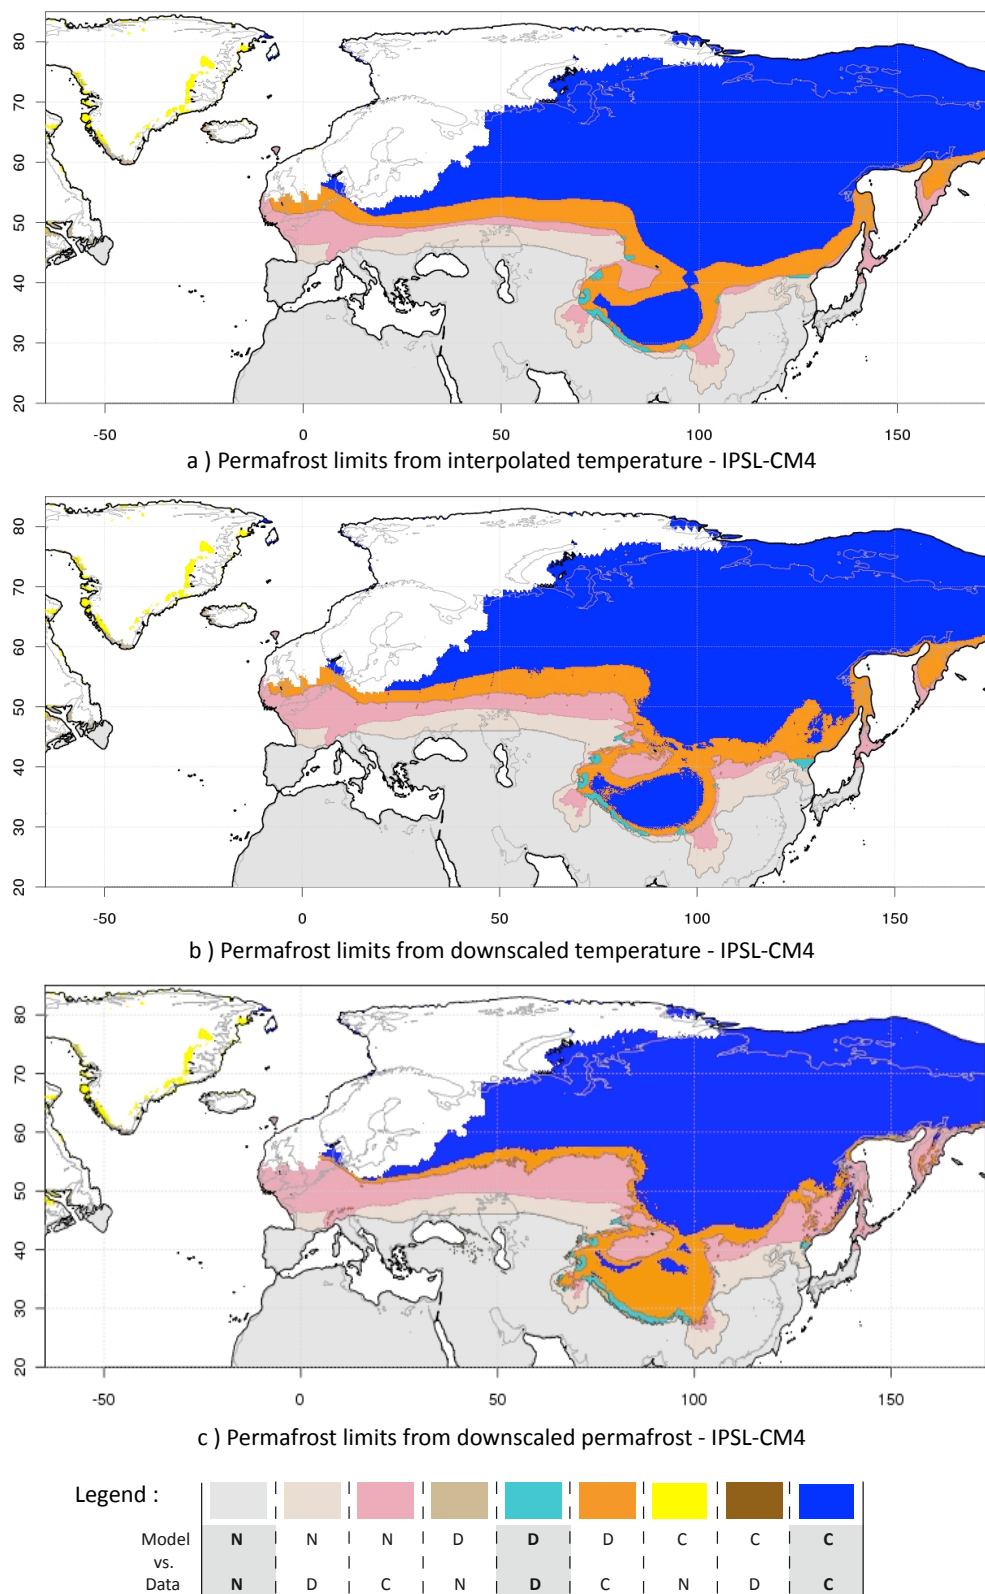 80
70
60
50
40
30
20
-50 0 50 100 150
a ) Permafrost limits from interpolated temperature - IPSL-CM4
80
70
60
50
40
30
20
-50 0 50 100 150
b ) Permafrost limits from downscaled temperature - IPSL-CM4
80
70
60
50
40
30
20
-50 0 50 100 150
c ) Permafrost limits from downscaled permafrost - IPSL-CM4
Legend :
Model N N N D D D C C C
vs.
Data N D C N D C N D C